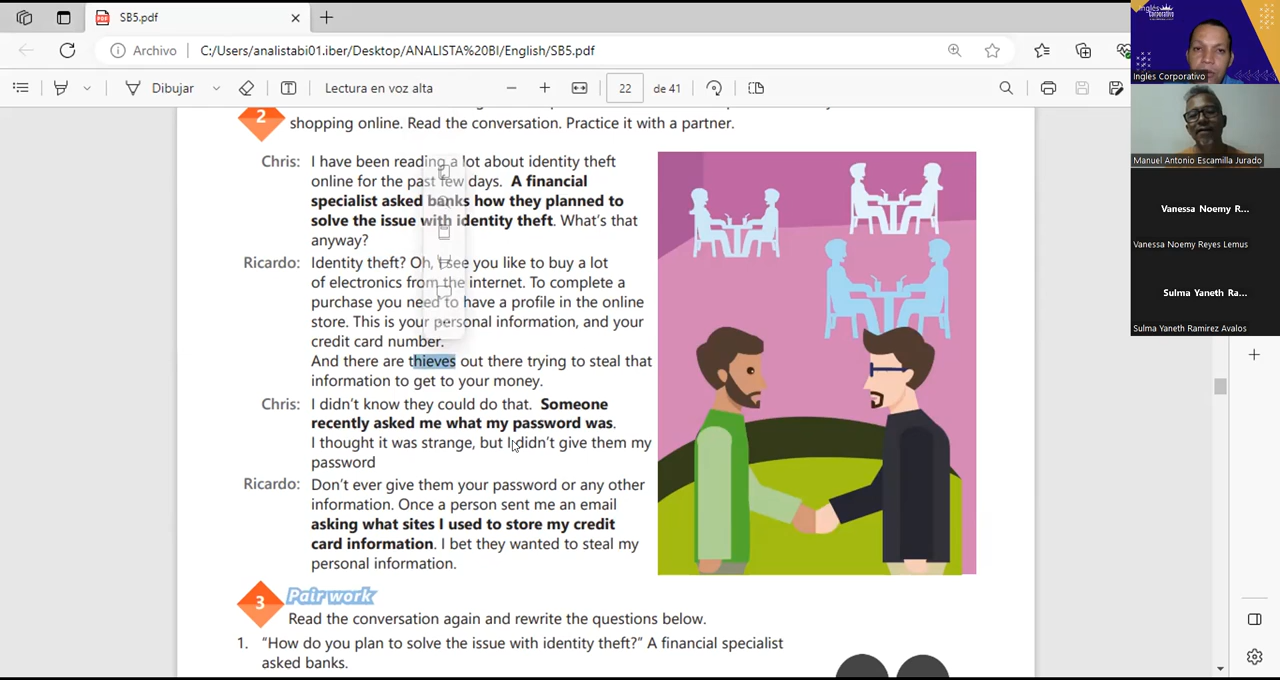 SB5.pdf
Archivo
C:/Users/analistabi01.iber/Desktop/ANALISTA%20BI/English/SB5.pdf
Dibujar
Lectura en voz alta
22
de 41
Inglés
Corporativo
Ingles Corporativo
Manuel Antonio Escamilla Jurado
Vanessa Noemy R...
Vanessa Noemy Reyes Lemus
Sulma Yaneth Ra...
Sulma Yaneth Ramirez Avalos
2
shopping online. Read the conversation. Practice it with a partner.
Chris: I have been reading a lot about identity theft
online for the past few days. A financial
specialist asked banks how they planned to
solve the issue with identity theft. What's that
anyway?
Ricardo: Identity theft? Oh, I see you like to buy a lot
of electronics from the internet. To complete a
purchase you need to have a profile in the online
store. This is your personal information, and your
credit card number.
And there are thieves out there trying to steal that
information to get to your money.
Chris: I didn't know they could do that. Someone
recently asked me what my password was.
I thought it was strange, but I didn't give them my
password
Ricardo: Don't ever give them your password or any other
information. Once a person sent me an email
asking what sites I used to store my credit
card information. I bet they wanted to steal my
personal information.
3
Pair work
Read the conversation again and rewrite the questions below.
1. "How do you plan to solve the issue with identity theft?" A financial specialist
asked banks.